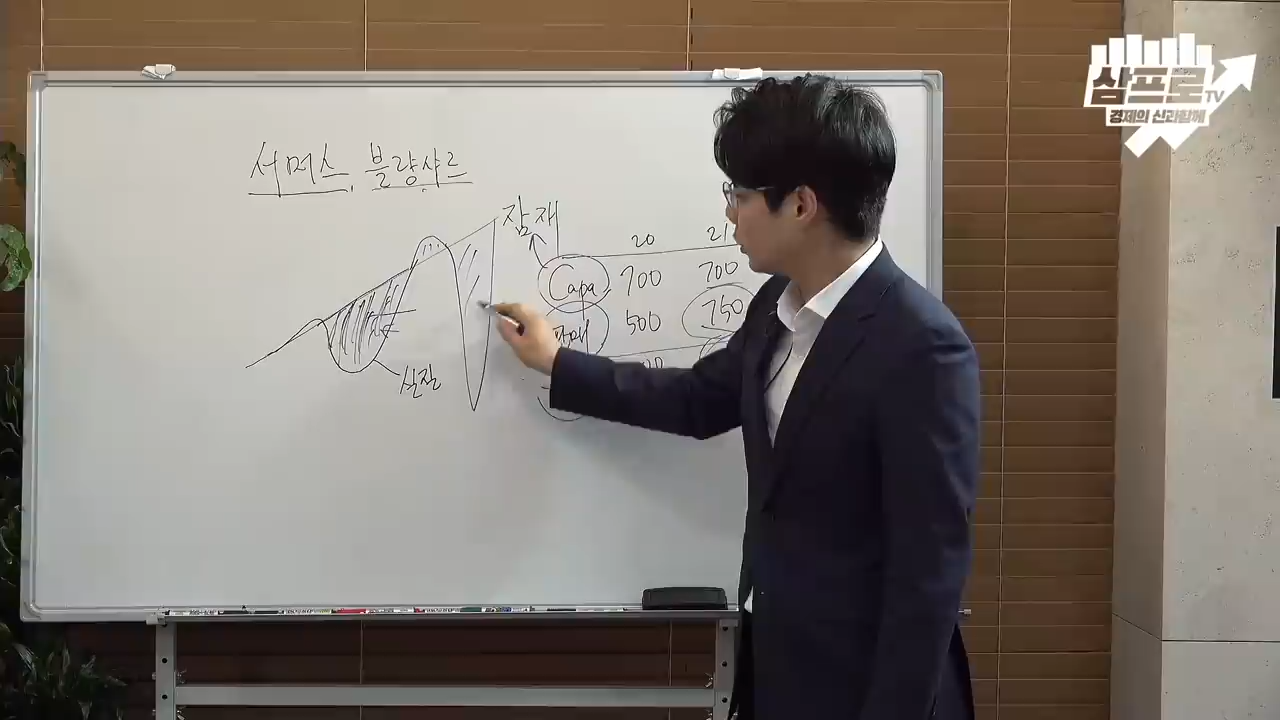 삼프로TV
경제의 신과함께
서머스, 블랑샤르
잠재
20 21
Capa 700 700
500 750
실질